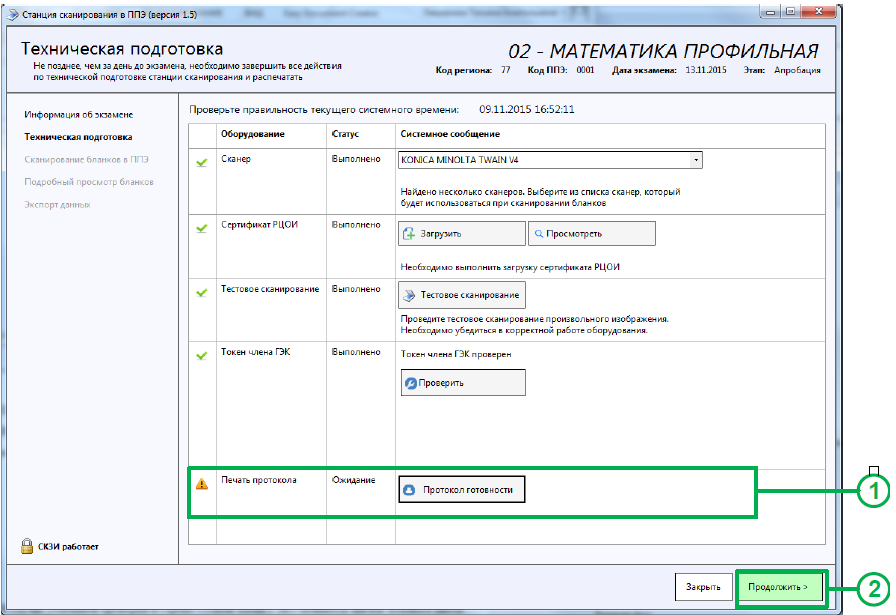 Станция сканирования в ППЭ (версия 1.5)
Техническая подготовка
Не позднее, чем за день до экзамена, необходимо завершить все действия
по технической подготовке станции сканирования и распечатать
02 - МАТЕМАТИКА ПРОФИЛЬНАЯ
Код региона: 77 Код ППЭ: 0001 Дата экзамена: 13.11.2015 Этап: Апробация
Информация об экзамене
Техническая подготовка
Сканирование бланков в ППЭ
Подробный просмотр бланков
Экспорт данных
Проверьте правильность текущего системного времени: 09.11.2015 16:52:11
Оборудование Статус Системное сообщение
Сканер Выполнено KONICA MINOLTA TWAIN V4
Найдено несколько сканеров. Выберите из списка сканер, который
будет использоваться при сканировании бланков
Сертификат РЦОИ Выполнено Загрузить Просмотреть
Необходимо выполнить загрузку сертификата РЦОИ
Тестовое сканирование Выполнено Тестовое сканирование
Проведите тестовое сканирование произвольного изображения.
Необходимо убедиться в корректной работе оборудования.
Токен члена ГЭК Выполнено Токен члена ГЭК проверен
Проверить
Печать протокола Ожидание Протокол готовности
1
СКЗИ работает
Закрыть Продолжить >
2